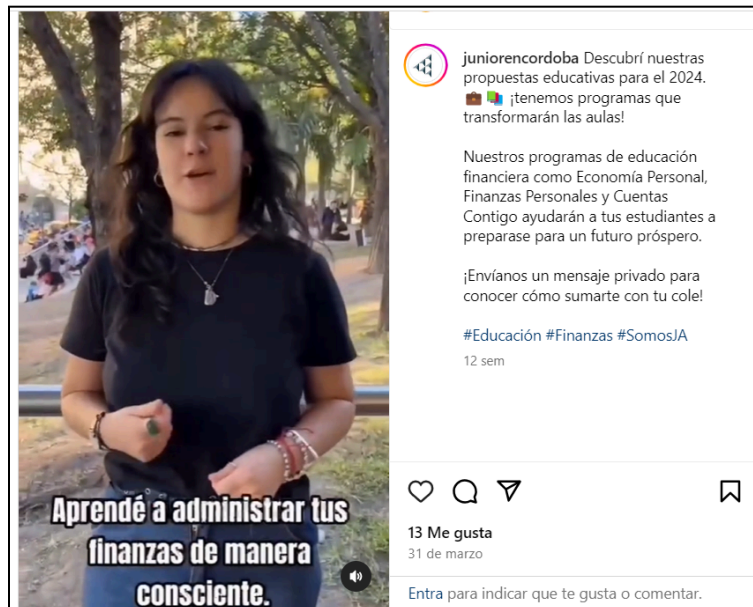 Aprendé a administrar tus
finanzas de manera
consciente.
juniorencordoba Descubrí nuestras
propuestas educativas para el 2024.
💼 📚 ¡tenemos programas que
transformarán las aulas!
Nuestros programas de educación
financiera como Economía Personal,
Finanzas Personales y Cuentas
Contigo ayudarán a tus estudiantes a
preparase para un futuro próspero.
¡Envíanos un mensaje privado para
conocer cómo sumarte con tu cole!
#Educación #Finanzas #SomosJA
12 sem
13 Me gusta
31 de marzo
Entra para indicar que te gusta o comentar.